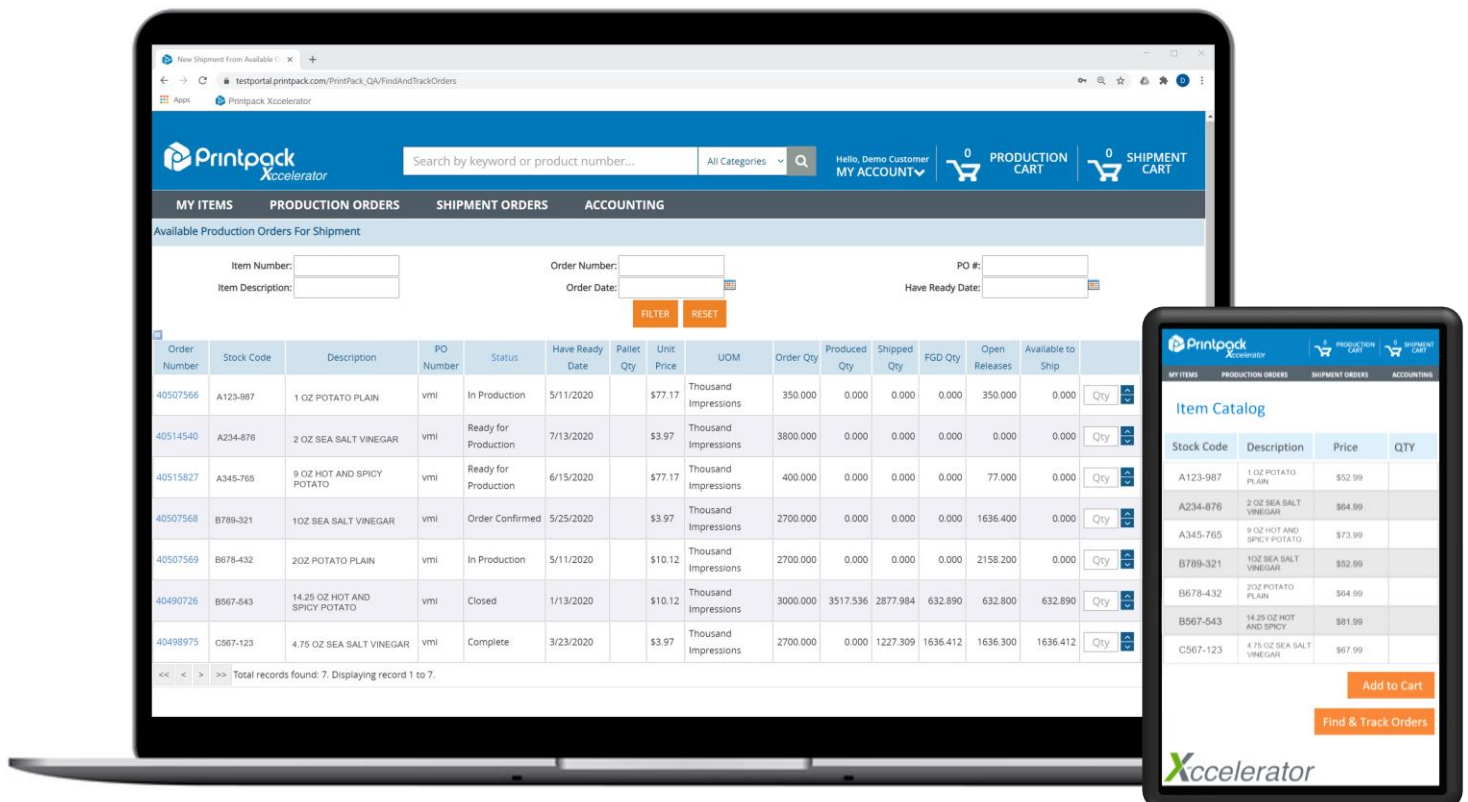 New Shipment From Available O
testportal.printpack.com/PrintPack_QA/FindAndTrackOrders
D
Apps Printpack Xccelerator
Printpack
Xccelerator
Search by keyword or product number...
All Categories
Hello, Demo Customer
MY ACCOUNT
0 PRODUCTION CART
0 SHIPMENT CART
MY ITEMS PRODUCTION ORDERS SHIPMENT ORDERS ACCOUNTING
Available Production Orders For Shipment
Item Number: Order Number: PO #:
Item Description: Order Date: Have Ready Date:
FILTER RESET
Order Number Stock Code Description PO Number Status Have Ready Date Pallet Qty Unit Price UOM Order Qty Produced Qty Shipped Qty FGD Qty Open Releases Available to Ship
40507566 A123-987 1 OZ POTATO PLAIN vmi In Production 5/11/2020 $77.17 Thousand Impressions 350.000 0.000 0.000 0.000 350.000 0.000 Qty
40514540 A234-876 2 OZ SEA SALT VINEGAR vmi Ready for Production 7/13/2020 $3.97 Thousand Impressions 3800.000 0.000 0.000 0.000 0.000 0.000 Qty
40515827 A345-765 9 OZ HOT AND SPICY POTATO vmi Ready for Production 6/15/2020 $77.17 Thousand Impressions 400.000 0.000 0.000 0.000 77.000 0.000 Qty
40507568 B789-321 1OZ SEA SALT VINEGAR vmi Order Confirmed 5/25/2020 $3.97 Thousand Impressions 2700.000 0.000 0.000 0.000 1636.400 0.000 Qty
40507569 B678-432 2OZ POTATO PLAIN vmi In Production 5/11/2020 $10.12 Thousand Impressions 2700.000 0.000 0.000 0.000 2158.200 0.000 Qty
40490726 B567-543 14.25 OZ HOT AND SPICY POTATO vmi Closed 1/13/2020 $10.12 Thousand Impressions 3000.000 3517.536 2877.984 632.890 632.800 632.890 Qty
40498975 C567-123 4.75 OZ SEA SALT VINEGAR vmi Complete 3/23/2020 $3.97 Thousand Impressions 2700.000 0.000 1227.309 1636.412 1636.300 1636.412 Qty
<< < > >> Total records found: 7. Displaying record 1 to 7.
Printpack
Xccelerator
0 PRODUCTION CART
0 SHIPMENT CART
MY ITEMS PRODUCTION ORDERS SHIPMENT ORDERS ACCOUNTING
Item Catalog
Stock Code Description Price QTY
A123-987 1 OZ POTATO PLAIN $52.99
A234-876 2 OZ SEA SALT VINEGAR $64.99
A345-765 9 OZ HOT AND SPICY POTATO $73.99
B789-321 1OZ SEA SALT VINEGAR $52.99
B678-432 2OZ POTATO PLAIN $64.99
B567-543 14.25 OZ HOT AND SPICY $81.99
C567-123 4.75 OZ SEA SALT VINEGAR $67.99
Add to Cart
Find & Track Orders
Xccelerator